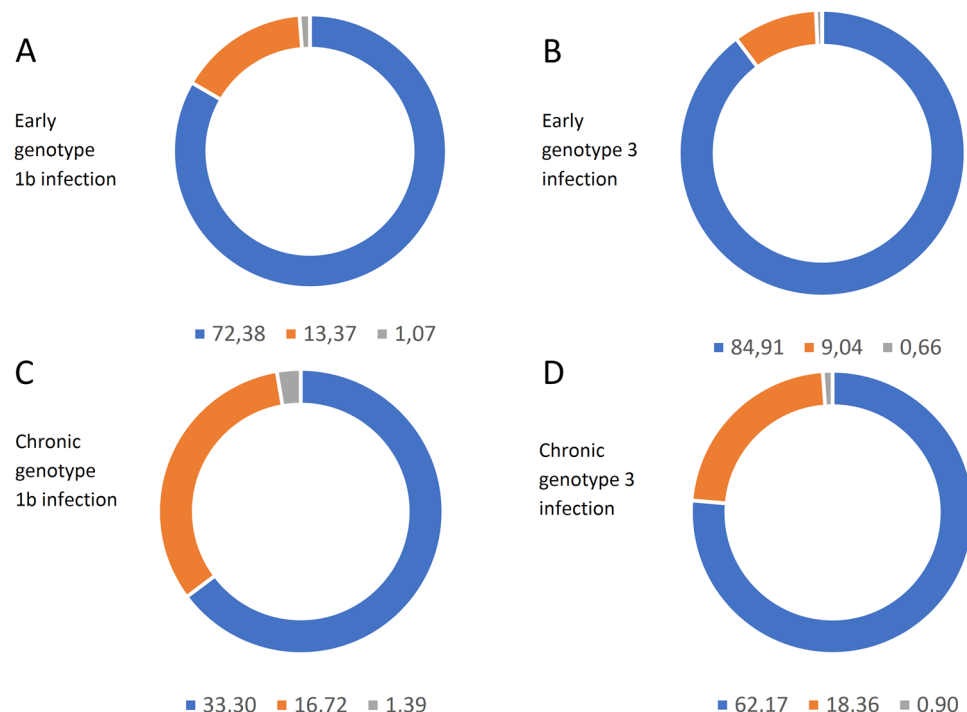 A
Early
genotype
1b infection
72,38 13,37 1,07
B
Early
genotype 3
infection
84,91 9,04 0,66
C
Chronic
genotype
1b infection
33,30 16,72 1,39
D
Chronic
genotype 3
infection
62,17 18,36 0,90